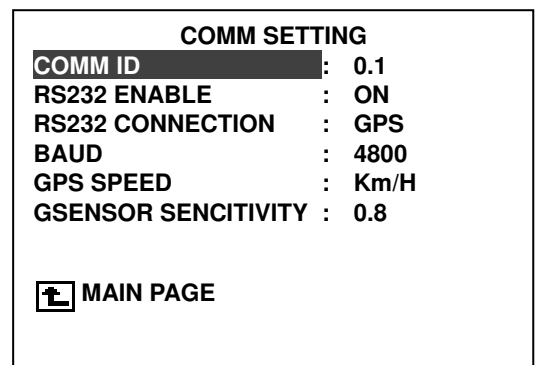 COMM SETTING
COMM ID : 0.1
RS232 ENABLE : ON
RS232 CONNECTION : GPS
BAUD : 4800
GPS SPEED : Km/H
GSENSOR SENCITIVITY : 0.8
MAIN PAGE